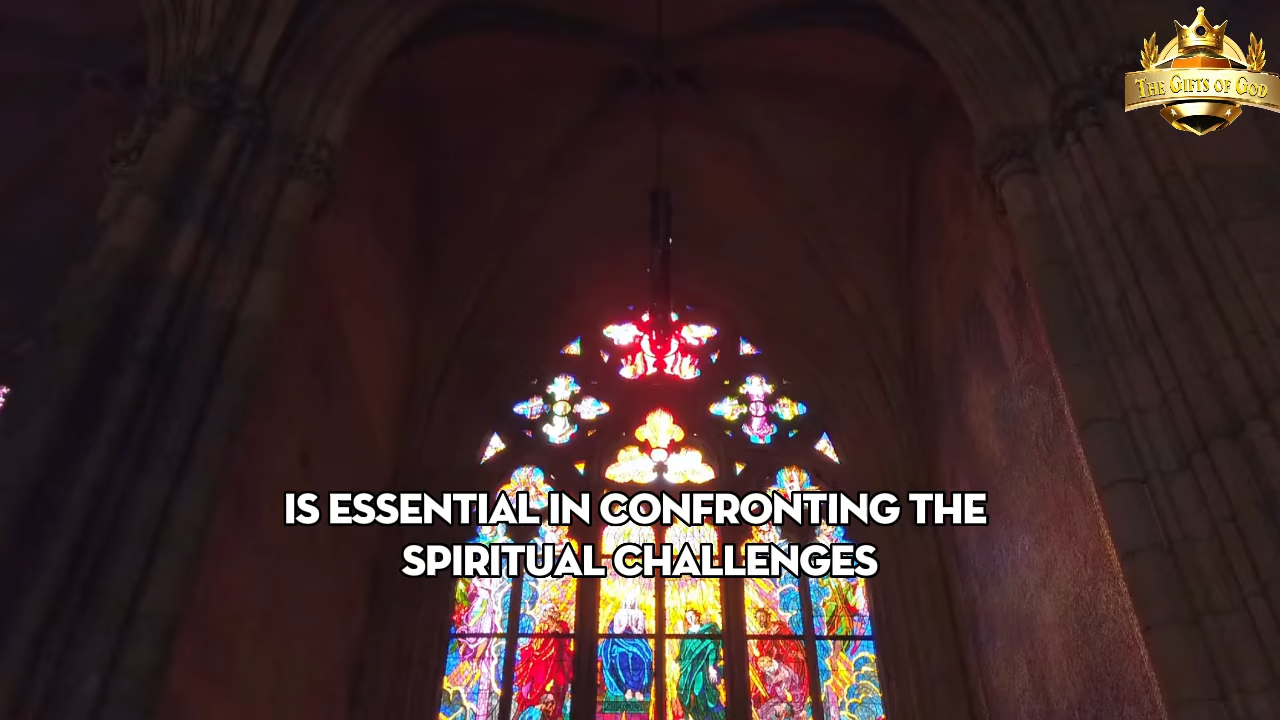 THE GIFTS OF GOD
IS ESSENTIAL IN CONFRONTING THE
SPIRITUAL CHALLENGES